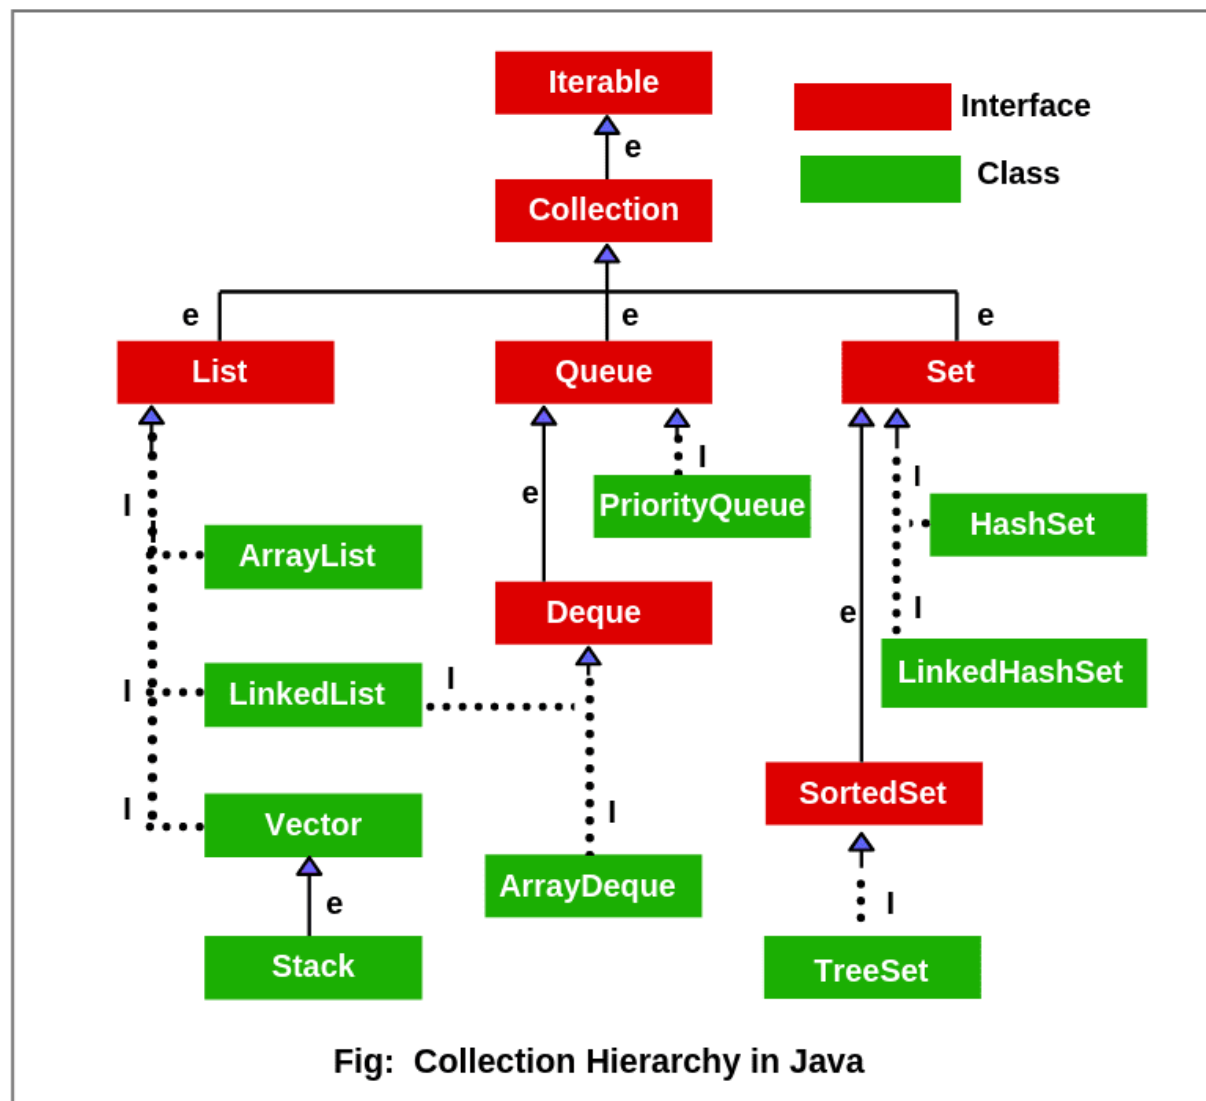 Iterable
Interface
e
Class
Collection
e
e
e
List
Queue
Set
l
l
e
l
PriorityQueue
HashSet
ArrayList
Deque
e
l
LinkedHashSet
l
LinkedList
l
SortedSet
l
Vector
l
ArrayDeque
e
l
Stack
TreeSet
Fig: Collection Hierarchy in Java